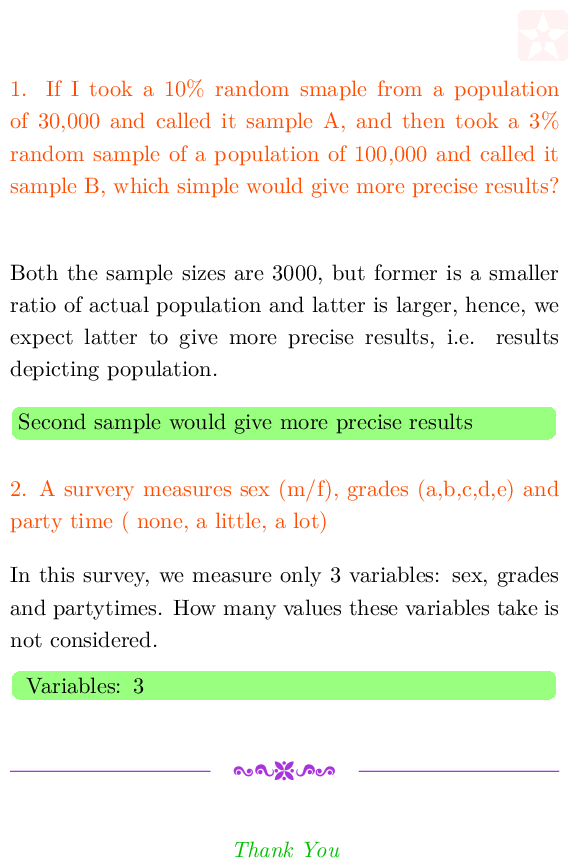 1. If I took a 10% random smaple from a population
of 30,000 and called it sample A, and then took a 3%
random sample of a population of 100,000 and called it
sample B, which simple would give more precise results?
Both the sample sizes are 3000, but former is a smaller
ratio of actual population and latter is larger, hence, we
expect latter to give more precise results, i.e. results
depicting population.
Second sample would give more precise results
2. A survery measures sex (m/f), grades (a,b,c,d,e) and
party time ( none, a little, a lot)
In this survey, we measure only 3 variables: sex, grades
and partytimes. How many values these variables take is
not considered.
Variables: 3
Thank You